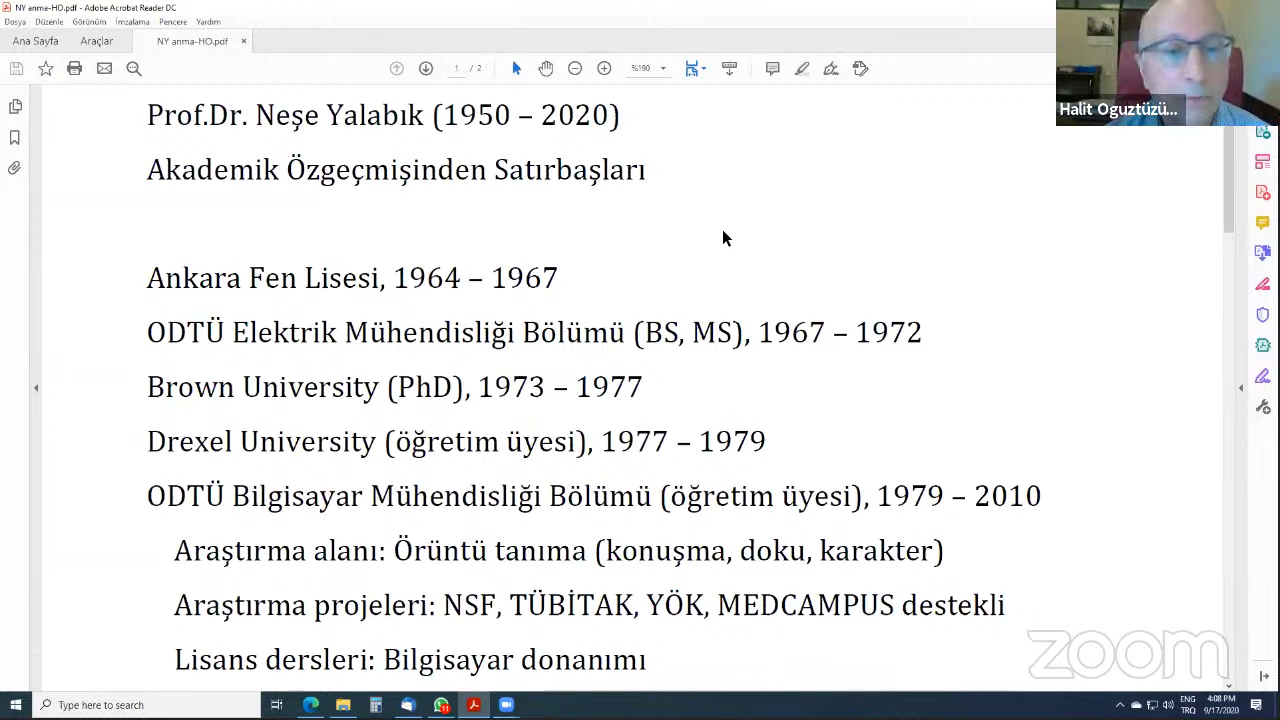 NY anma-HO.pdf - Adobe Acrobat Reader DC
Dosya Düzenle Görünüm İmzalama Pencere Yardım
Ana Sayfa Araçlar NY anma-HO.pdf ×
1 / 2 %190
Halit Oguztüzü...
Prof.Dr. Neşe Yalabık (1950 – 2020)
Akademik Özgeçmişinden Satırbaşları
Ankara Fen Lisesi, 1964 – 1967
ODTÜ Elektrik Mühendisliği Bölümü (BS, MS), 1967 – 1972
Brown University (PhD), 1973 – 1977
Drexel University (öğretim üyesi), 1977 – 1979
ODTÜ Bilgisayar Mühendisliği Bölümü (öğretim üyesi), 1979 – 2010
Araştırma alanı: Örüntü tanıma (konuşma, doku, karakter)
Araştırma projeleri: NSF, TÜBİTAK, YÖK, MEDCAMPUS destekli
Lisans dersleri: Bilgisayar donanımı
zoom
Type here to search
ENG 4:08 PM
TRQ 9/17/2020